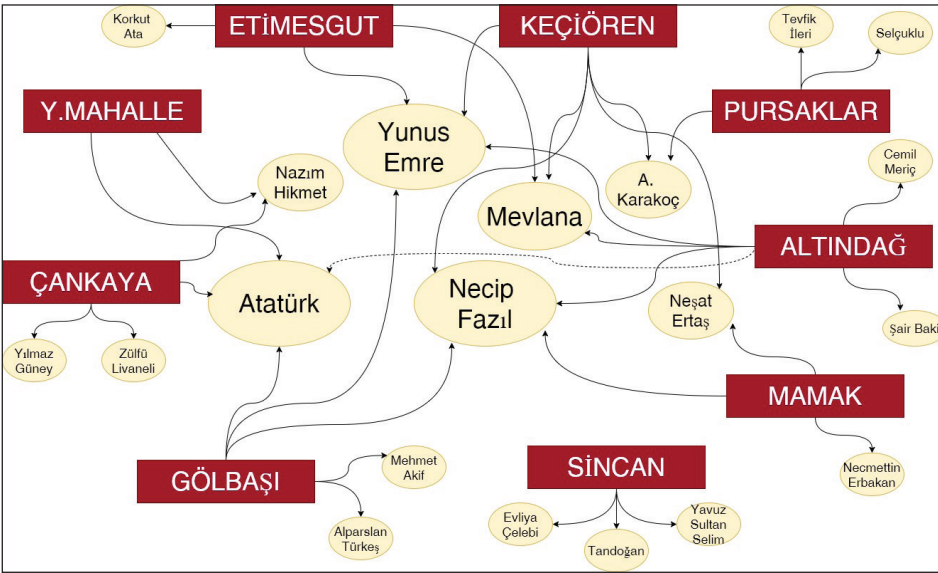 Korkut
Ata
ETİMESGUT
KEÇİÖREN
Tevfik
İleri
Selçuklu
Y.MAHALLE
PURSAKLAR
Yunus
Emre
Nazım
Hikmet
A.
Karakoç
Cemil
Meriç
Mevlana
ALTINDAĞ
ÇANKAYA
Atatürk
Necip
Fazıl
Neşat
Ertaş
Şair Baki
Yılmaz
Güney
Zülfü
Livaneli
MAMAK
GÖLBAŞI
Mehmet
Akif
SİNCAN
Necmettin
Erbakan
Alparslan
Türkeş
Evliya
Çelebi
Tandoğan
Yavuz
Sultan
Selim